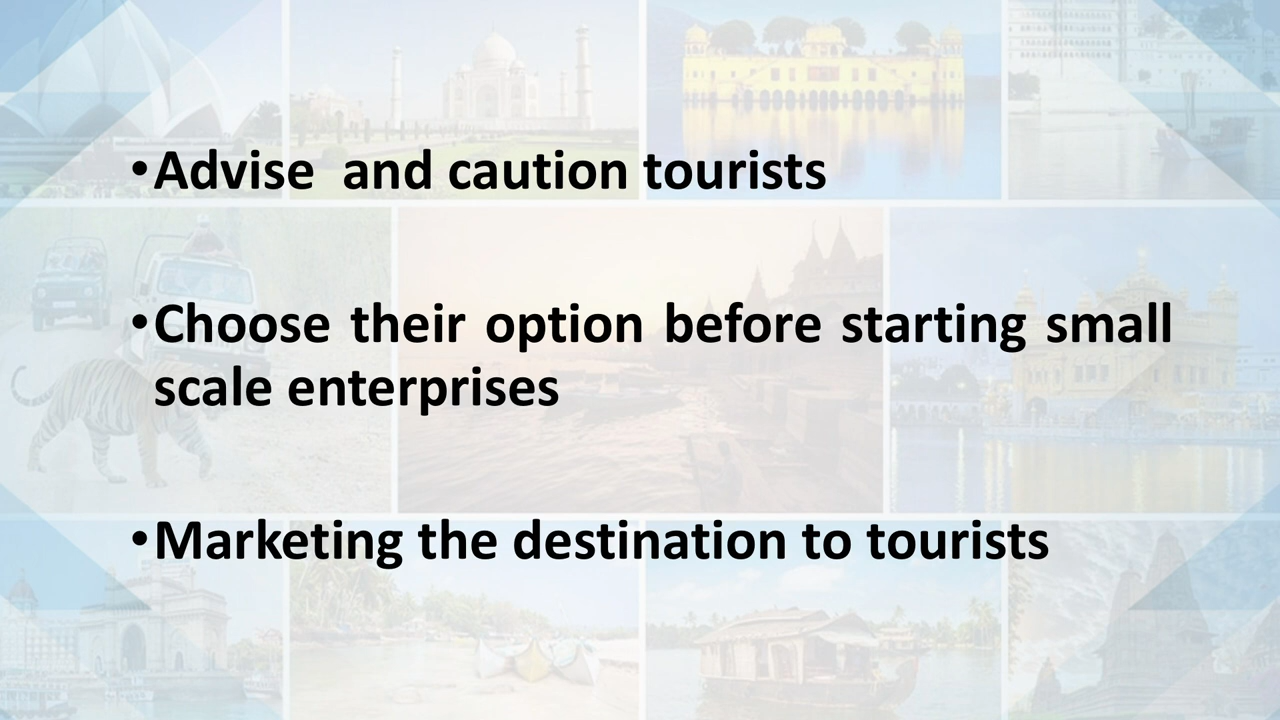 •Advise  and caution tourists
•Choose their option before starting small
scale enterprises
•Marketing the destination to tourists